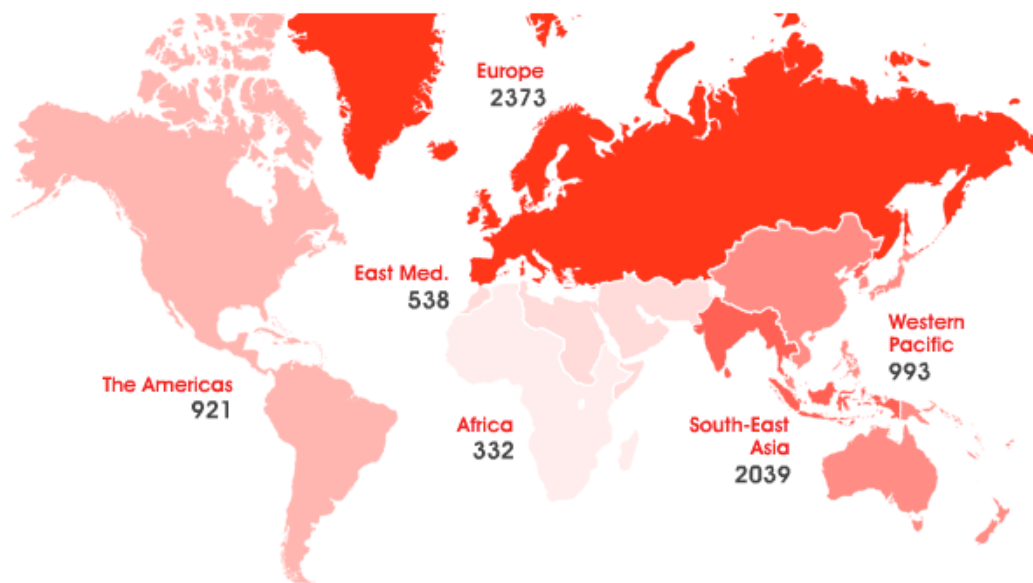 Europe
2373
East Med.
538
Western
Pacific
993
The Americas
921
Africa
332
South-East
Asia
2039